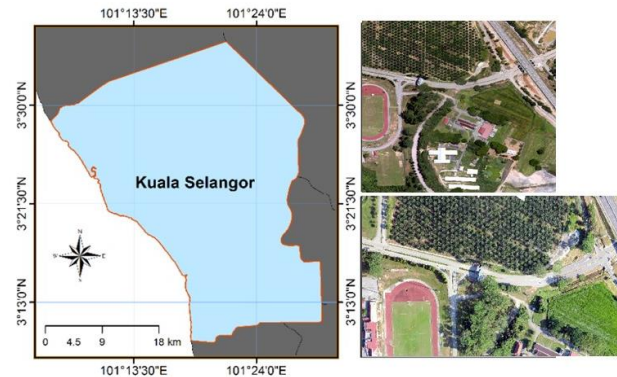 101°13'30"E 101°24'0"E
3°30'0"N 3°30'0"N
Kuala Selangor
3°21'30"N 3°21'30"N
N
W E
S
3°13'0"N 3°13'0"N
0 4.5 9 18 km
101°13'30"E 101°24'0"E